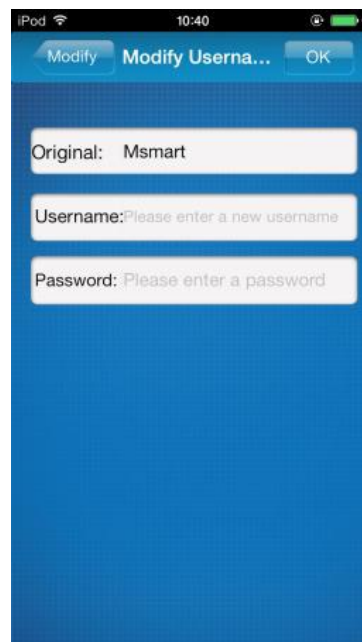 iPod 10:40
Modify Modify Userna... OK
Original: Msmart
Username: Please enter a new username
Password: Please enter a password